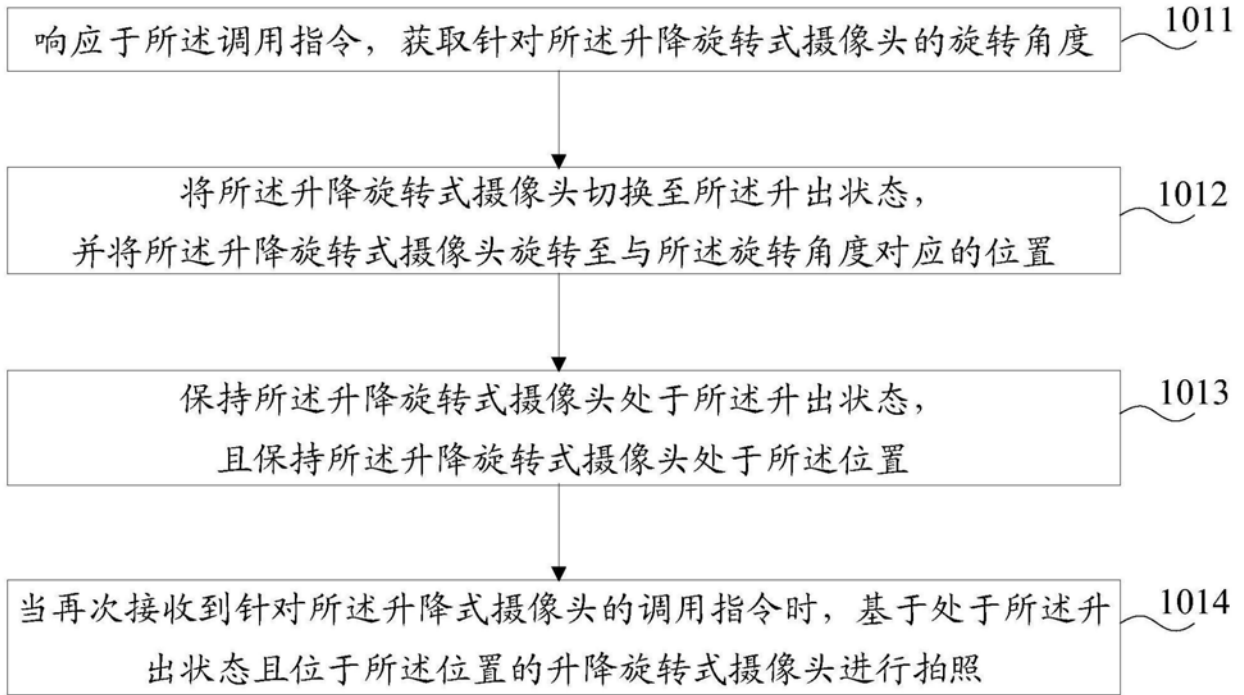 响应于所述调用指令，获取针对所述升降旋转式摄像头的旋转角度
1011
将所述升降旋转式摄像头切换至所述升出状态，
并将所述升降旋转式摄像头旋转至与所述旋转角度对应的位置
1012
保持所述升降旋转式摄像头处于所述升出状态，
且保持所述升降旋转式摄像头处于所述位置
1013
当再次接收到针对所述升降式摄像头的调用指令时，基于处于所述升
出状态且位于所述位置的升降旋转式摄像头进行拍照
1014